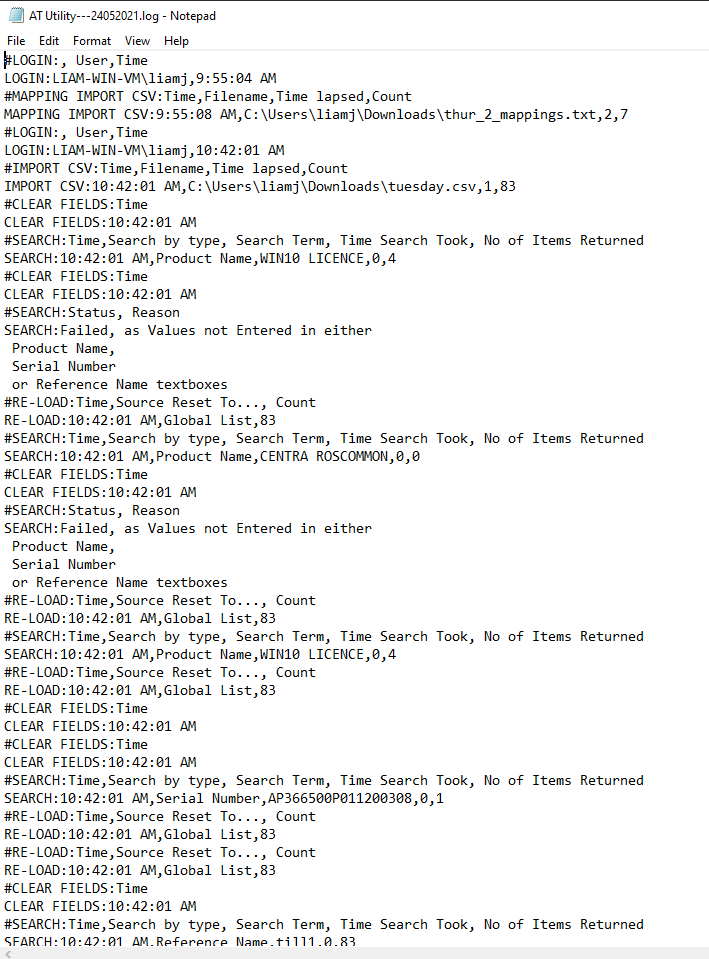 AT Utility---24052021.log - Notepad
File Edit Format View Help
#LOGIN:, User,Time
LOGIN:LIAM-WIN-VM\liamj,9:55:04 AM
#MAPPING IMPORT CSV:Time,Filename,Time lapsed,Count
MAPPING IMPORT CSV:9:55:08 AM,C:\Users\liamj\Downloads\thur_2_mappings.txt,2,7
#LOGIN:, User,Time
LOGIN:LIAM-WIN-VM\liamj,10:42:01 AM
#IMPORT CSV:Time,Filename,Time lapsed,Count
IMPORT CSV:10:42:01 AM,C:\Users\liamj\Downloads\tuesday.csv,1,83
#CLEAR FIELDS:Time
CLEAR FIELDS:10:42:01 AM
#SEARCH:Time,Search by type, Search Term, Time Search Took, No of Items Returned
SEARCH:10:42:01 AM,Product Name,WIN10 LICENCE,0,4
#CLEAR FIELDS:Time
CLEAR FIELDS:10:42:01 AM
#SEARCH:Status, Reason
SEARCH:Failed, as Values not Entered in either
Product Name,
Serial Number
or Reference Name textboxes
#RE-LOAD:Time,Source Reset To..., Count
RE-LOAD:10:42:01 AM,Global List,83
#SEARCH:Time,Search by type, Search Term, Time Search Took, No of Items Returned
SEARCH:10:42:01 AM,Product Name,CENTRA ROSCOMMON,0,0
#CLEAR FIELDS:Time
CLEAR FIELDS:10:42:01 AM
#SEARCH:Status, Reason
SEARCH:Failed, as Values not Entered in either
Product Name,
Serial Number
or Reference Name textboxes
#RE-LOAD:Time,Source Reset To..., Count
RE-LOAD:10:42:01 AM,Global List,83
#SEARCH:Time,Search by type, Search Term, Time Search Took, No of Items Returned
SEARCH:10:42:01 AM,Product Name,WIN10 LICENCE,0,4
#RE-LOAD:Time,Source Reset To..., Count
RE-LOAD:10:42:01 AM,Global List,83
#CLEAR FIELDS:Time
CLEAR FIELDS:10:42:01 AM
#CLEAR FIELDS:Time
CLEAR FIELDS:10:42:01 AM
#SEARCH:Time,Search by type, Search Term, Time Search Took, No of Items Returned
SEARCH:10:42:01 AM,Serial Number,AP366500P011200308,0,1
#RE-LOAD:Time,Source Reset To..., Count
RE-LOAD:10:42:01 AM,Global List,83
#RE-LOAD:Time,Source Reset To..., Count
RE-LOAD:10:42:01 AM,Global List,83
#CLEAR FIELDS:Time
CLEAR FIELDS:10:42:01 AM
#SEARCH:Time,Search by type, Search Term, Time Search Took, No of Items Returned
SEARCH:10:42:01 AM,Reference Name,till1,0,83